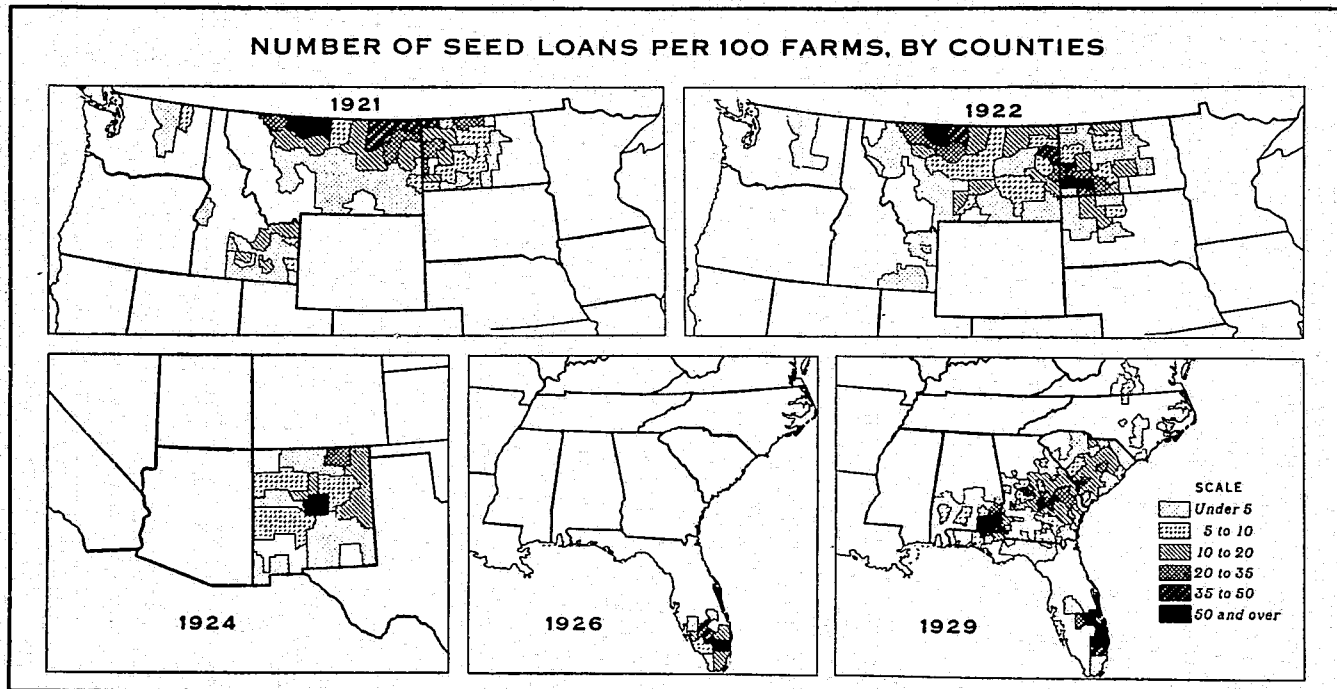 NUMBER OF SEED LOANS PER 100 FARMS, BY COUNTIES
1921
1922
1924
1926
1929
SCALE
Under 5
5 to 10
10 to 20
20 to 35
35 to 50
50 and over